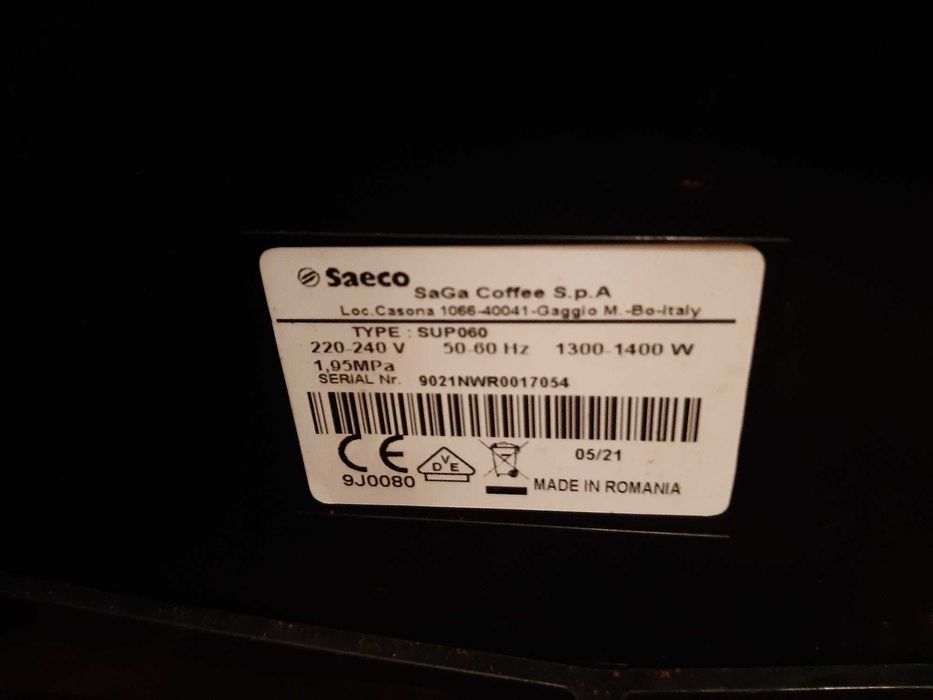 Saeco
SaGa Coffee S.p.A
Loc.Casona 1066-40041-Gaggio M.-Bo-Italy
TYPE : SUP060
220-240 V 50-60 Hz 1300-1400 W
1,95MPa
SERIAL Nr. 9021NWR0017054
CE
DVE
05/21
9J0080
MADE IN ROMANIA